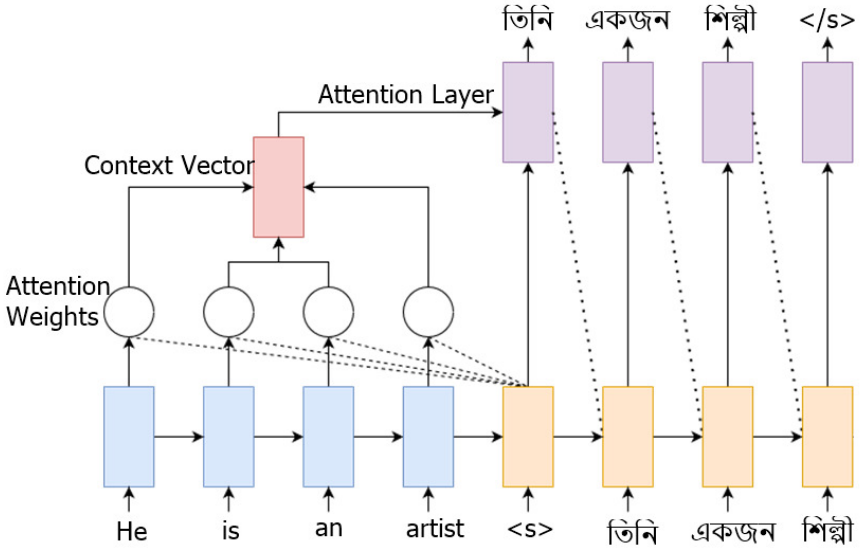 তিনি একজন শিল্পী </s>
Attention Layer
Context Vector
Attention
Weights
He is an artist <s> তিনি একজন শিল্পী